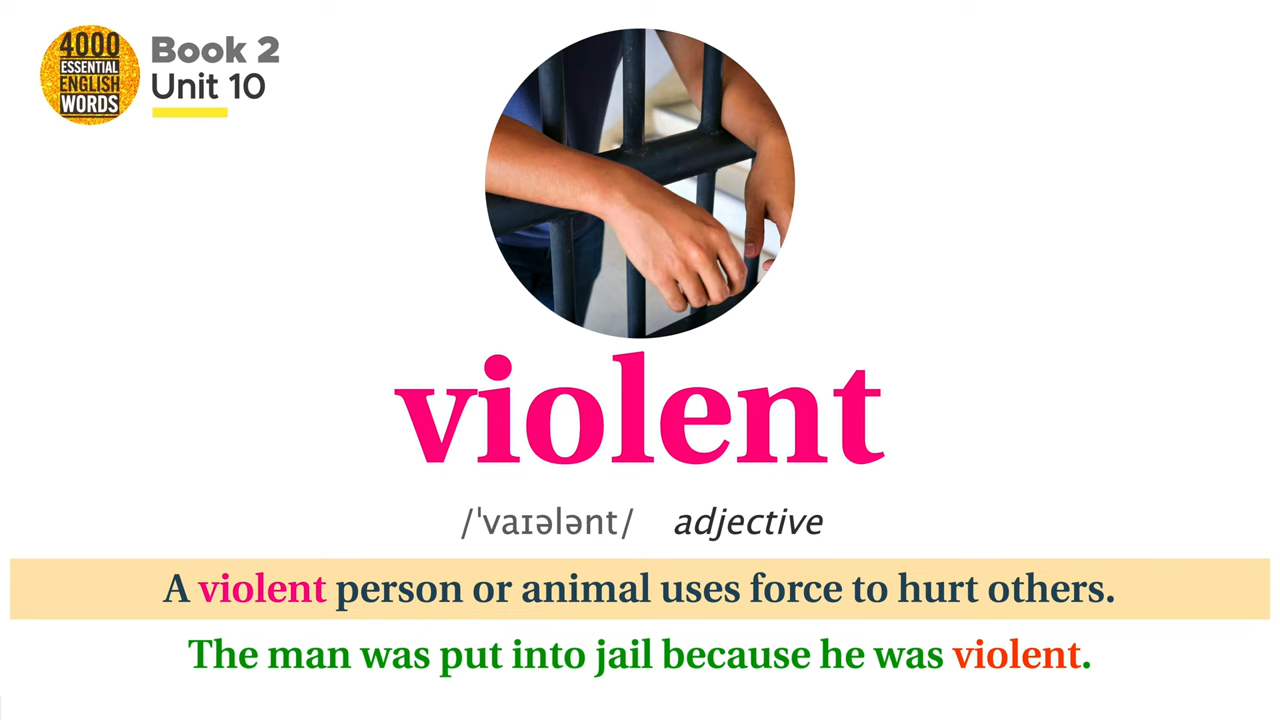 4000
ESSENTIAL
ENGLISH
WORDS
Book 2
Unit 10
violent
/ˈvaɪələnt/ adjective
A violent person or animal uses force to hurt others.
The man was put into jail because he was violent.